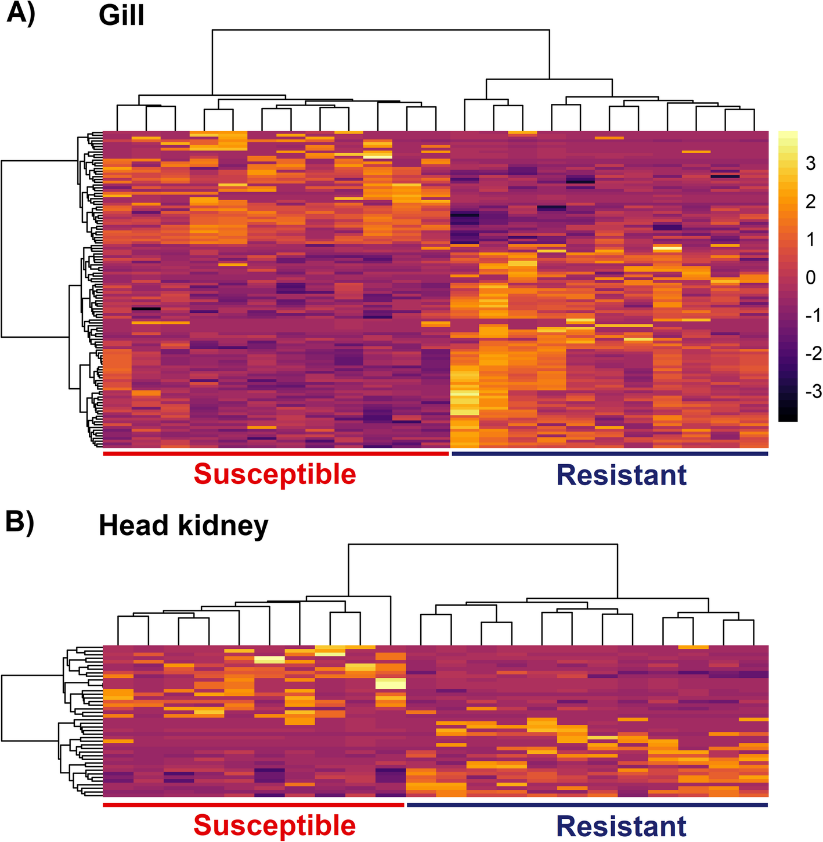 A)
Gill
3
2
1
0
-1
-2
-3
Susceptible
Resistant
B)
Head kidney
Susceptible
Resistant